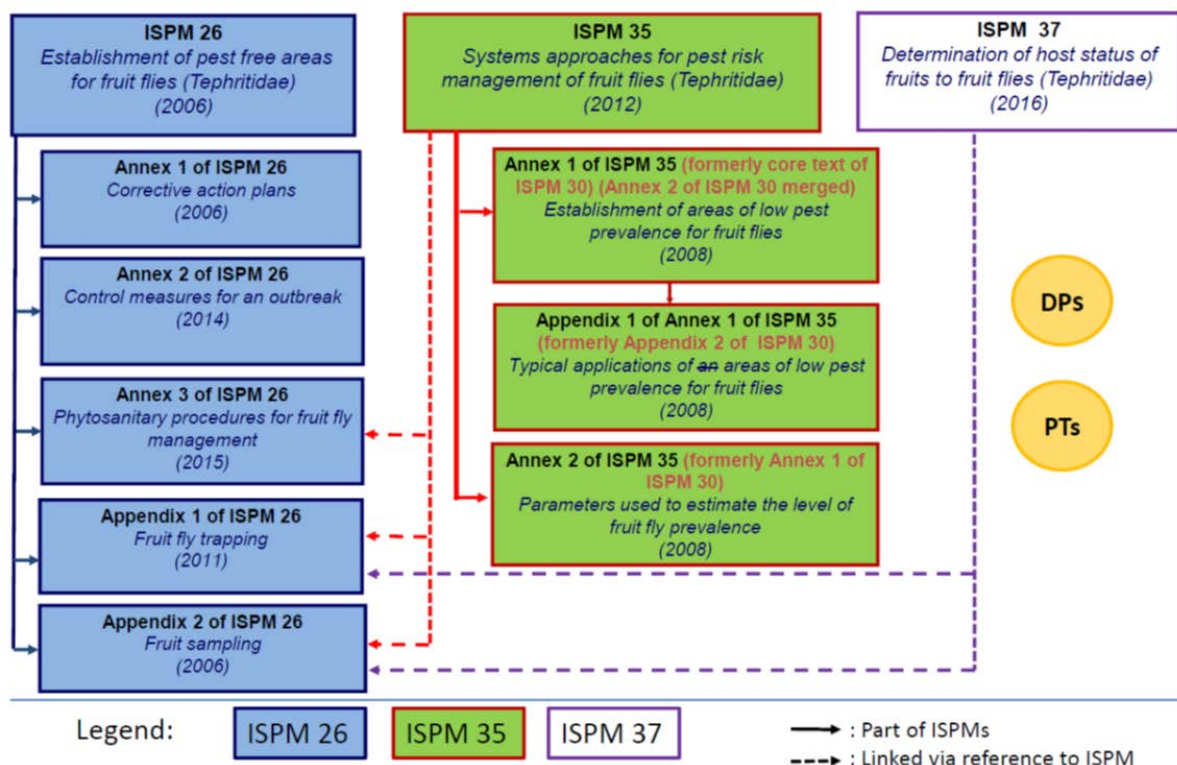 ISPM 26
Establishment of pest free areas
for fruit flies (Tephritidae)
(2006)
Annex 1 of ISPM 26
Corrective action plans
(2006)
Annex 2 of ISPM 26
Control measures for an outbreak
(2014)
Annex 3 of ISPM 26
Phytosanitary procedures for fruit fly
management
(2015)
Appendix 1 of ISPM 26
Fruit fly trapping
(2011)
Appendix 2 of ISPM 26
Fruit sampling
(2006)
ISPM 35
Systems approaches for pest risk
management of fruit flies (Tephritidae)
(2012)
Annex 1 of ISPM 35 (formerly core text of
ISPM 30) (Annex 2 of ISPM 30 merged)
Establishment of areas of low pest
prevalence for fruit flies
(2008)
Appendix 1 of Annex 1 of ISPM 35
(formerly Appendix 2 of ISPM 30)
Typical applications of an areas of low pest
prevalence for fruit flies
(2008)
Annex 2 of ISPM 35 (formerly Annex 1 of
ISPM 30)
Parameters used to estimate the level of
fruit fly prevalence
(2008)
ISPM 37
Determination of host status of
fruits to fruit flies (Tephritidae)
(2016)
DPs
PTs
Legend:
ISPM 26
ISPM 35
ISPM 37
: Part of ISPMs
: Linked via reference to ISPM